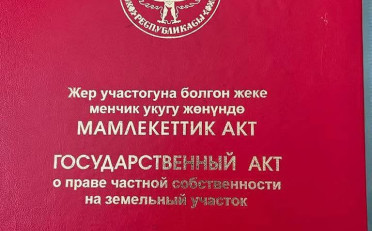 РЕСПУБЛИКАСЫ
Жер участогуна болгон жеке
менчик укугу жөнүндө
МАМЛЕКЕТТИК АКТ
ГОСУДАРСТВЕННЫЙ АКТ
о праве частной собственности
на земельный участок